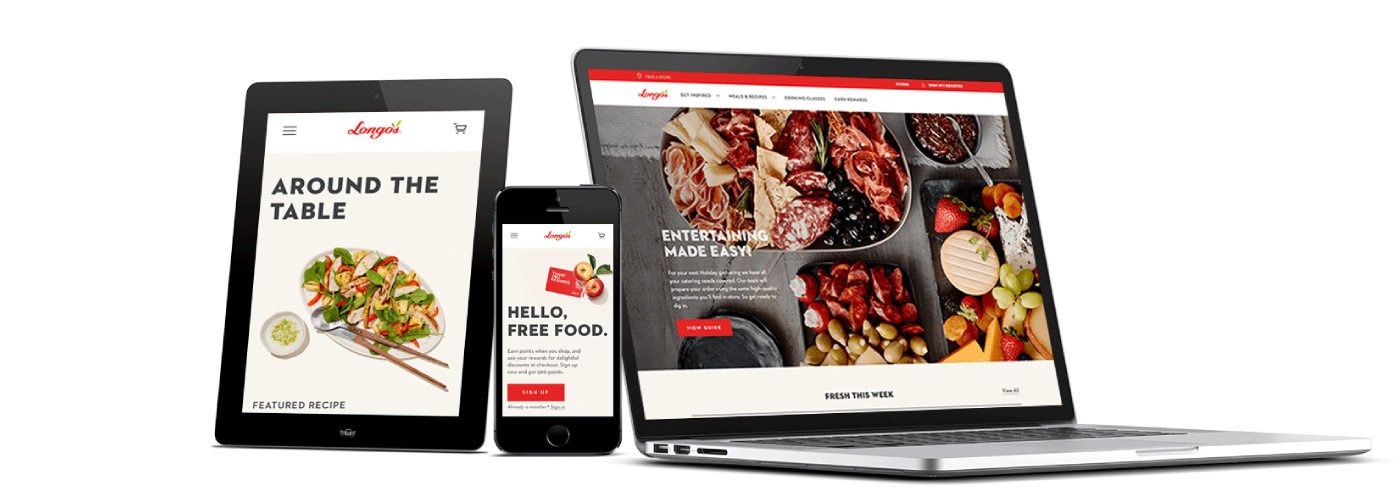 Longo's
AROUND THE
TABLE
FEATURED RECIPE
Longo's
HELLO,
FREE FOOD.
Earn points when you shop, and
use your rewards for delightful
discounts at checkout. Sign up
now and get 500 points.
SIGN UP
Already a member? Sign in
FIND A STORE
FLYERS
SIGN IN | REGISTER
Longo's
GET INSPIRED
MEALS & RECIPES
COOKING CLASSES
EARN REWARDS
ENTERTAINING
MADE EASY!
For your next Holiday gathering we have all
your catering needs covered. Our team will
prepare your order using the same high-quality
ingredients you'll find in-store. So get ready to
dig in.
VIEW GUIDE
FRESH THIS WEEK
View All